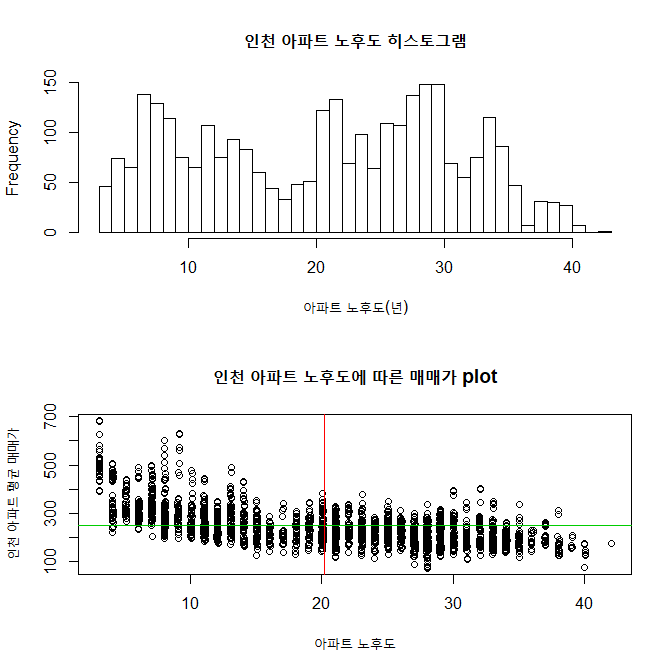 인천 아파트 노후도 히스토그램
Frequency
150
100
50
0
10 20 30 40
아파트 노후도(년)
인천 아파트 노후도에 따른 매매가 plot
인천 아파트 평균 매매가
700
500
300
100
10 20 30 40
아파트 노후도